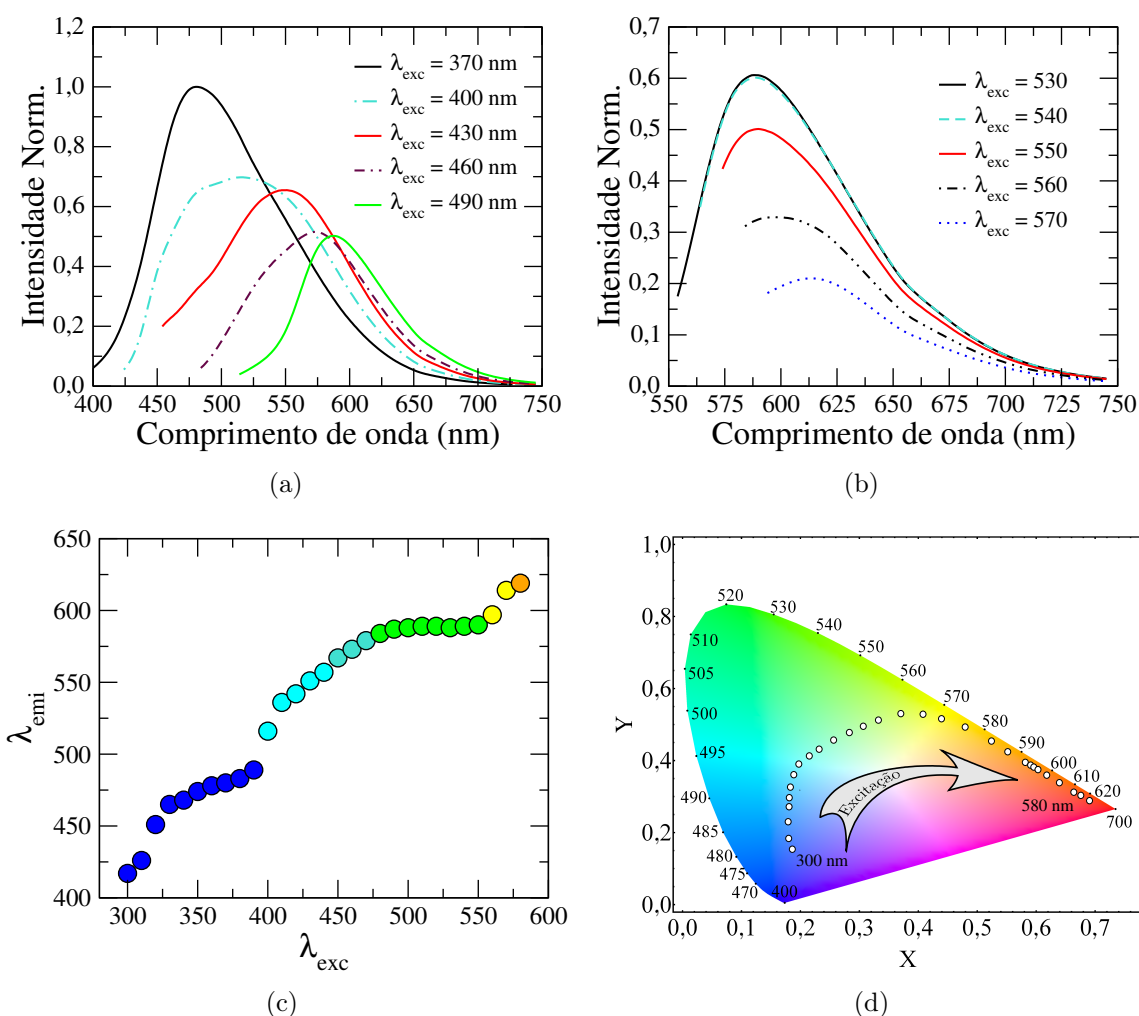 1,2
1,0
0,8
0,6
0,4
0,2
0,0
Intensidade Norm.
λexc = 370 nm
λexc = 400 nm
λexc = 430 nm
λexc = 460 nm
λexc = 490 nm
400 450 500 550 600 650 700 750
Comprimento de onda (nm)
(a)
0,6
0,5
0,4
0,3
0,2
0,1
0,0
Intensidade Norm.
λexc = 530
λexc = 540
λexc = 550
λexc = 560
λexc = 570
550 575 600 625 650 675 700 725 750
Comprimento de onda (nm)
(b)
650
600
550
500
450
400
λemi
300 350 400 450 500 550 600
λexc
(c)
1,0
0,8
0,6
0,4
0,2
0,0
Y
520
530
540
550
560
570
580
590
600
610
620
700
510
505
500
495
490
485
480
475
470
400
Excitação
300 nm
580 nm
0,0 0,1 0,2 0,3 0,4 0,5 0,6 0,7
X
(d)